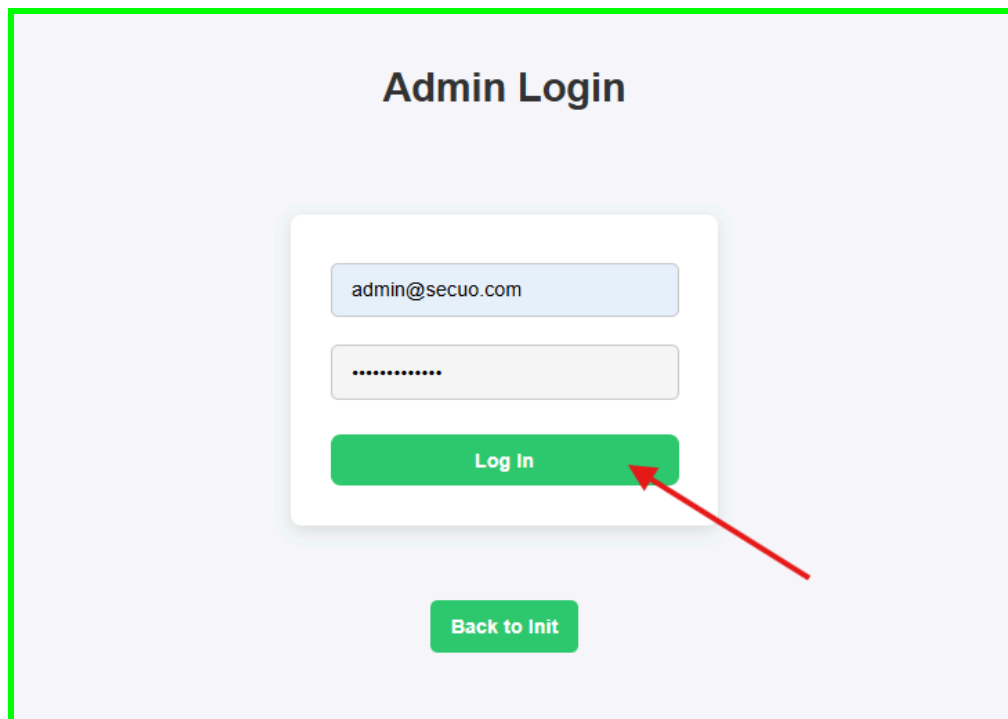 Admin Login
admin@secuo.com
•••••••••••••
Log In
Back to Init